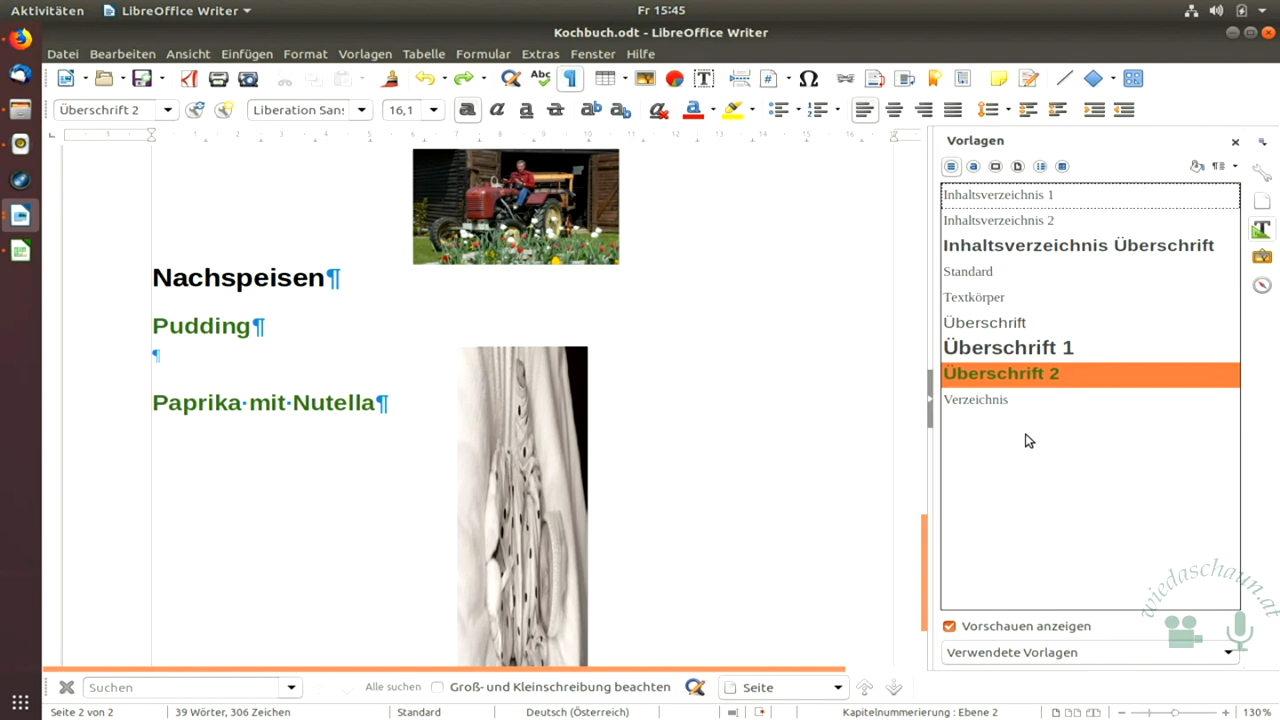 Aktivitäten
LibreOffice Writer
Fr 15:45
Kochbuch.odt - LibreOffice Writer
Datei Bearbeiten Ansicht Einfügen Format Vorlagen Tabelle Formular Extras Fenster Hilfe
Überschrift 2
Liberation Sans
16,1
Vorlagen
Inhaltsverzeichnis 1
Inhaltsverzeichnis 2
Inhaltsverzeichnis Überschrift
Standard
Textkörper
Überschrift
Überschrift 1
Überschrift 2
Verzeichnis
Nachspeisen¶
Pudding¶
¶
Paprika·mit·Nutella¶
wiedaschaun.at
Vorschauen anzeigen
Verwendete Vorlagen
Suchen
Alle suchen
Groß- und Kleinschreibung beachten
Seite
Seite 2 von 2
39 Wörter, 306 Zeichen
Standard
Deutsch (Österreich)
Kapitelnummerierung : Ebene 2
130%